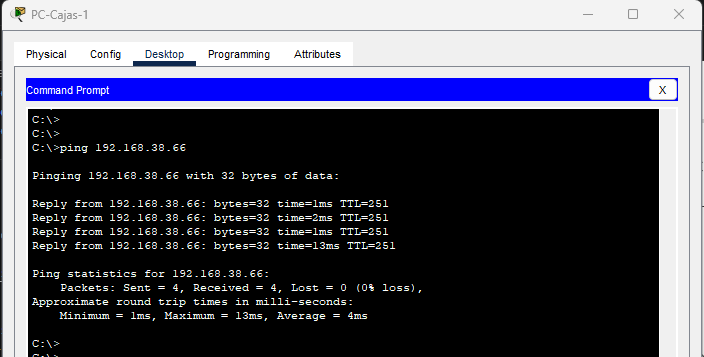 PC-Cajas-1
Physical Config Desktop Programming Attributes
Command Prompt X
C:\>
C:\>
C:\>ping 192.168.38.66
Pinging 192.168.38.66 with 32 bytes of data:
Reply from 192.168.38.66: bytes=32 time=1ms TTL=251
Reply from 192.168.38.66: bytes=32 time=2ms TTL=251
Reply from 192.168.38.66: bytes=32 time=1ms TTL=251
Reply from 192.168.38.66: bytes=32 time=13ms TTL=251
Ping statistics for 192.168.38.66:
Packets: Sent = 4, Received = 4, Lost = 0 (0% loss),
Approximate round trip times in milli-seconds:
Minimum = 1ms, Maximum = 13ms, Average = 4ms
C:\>